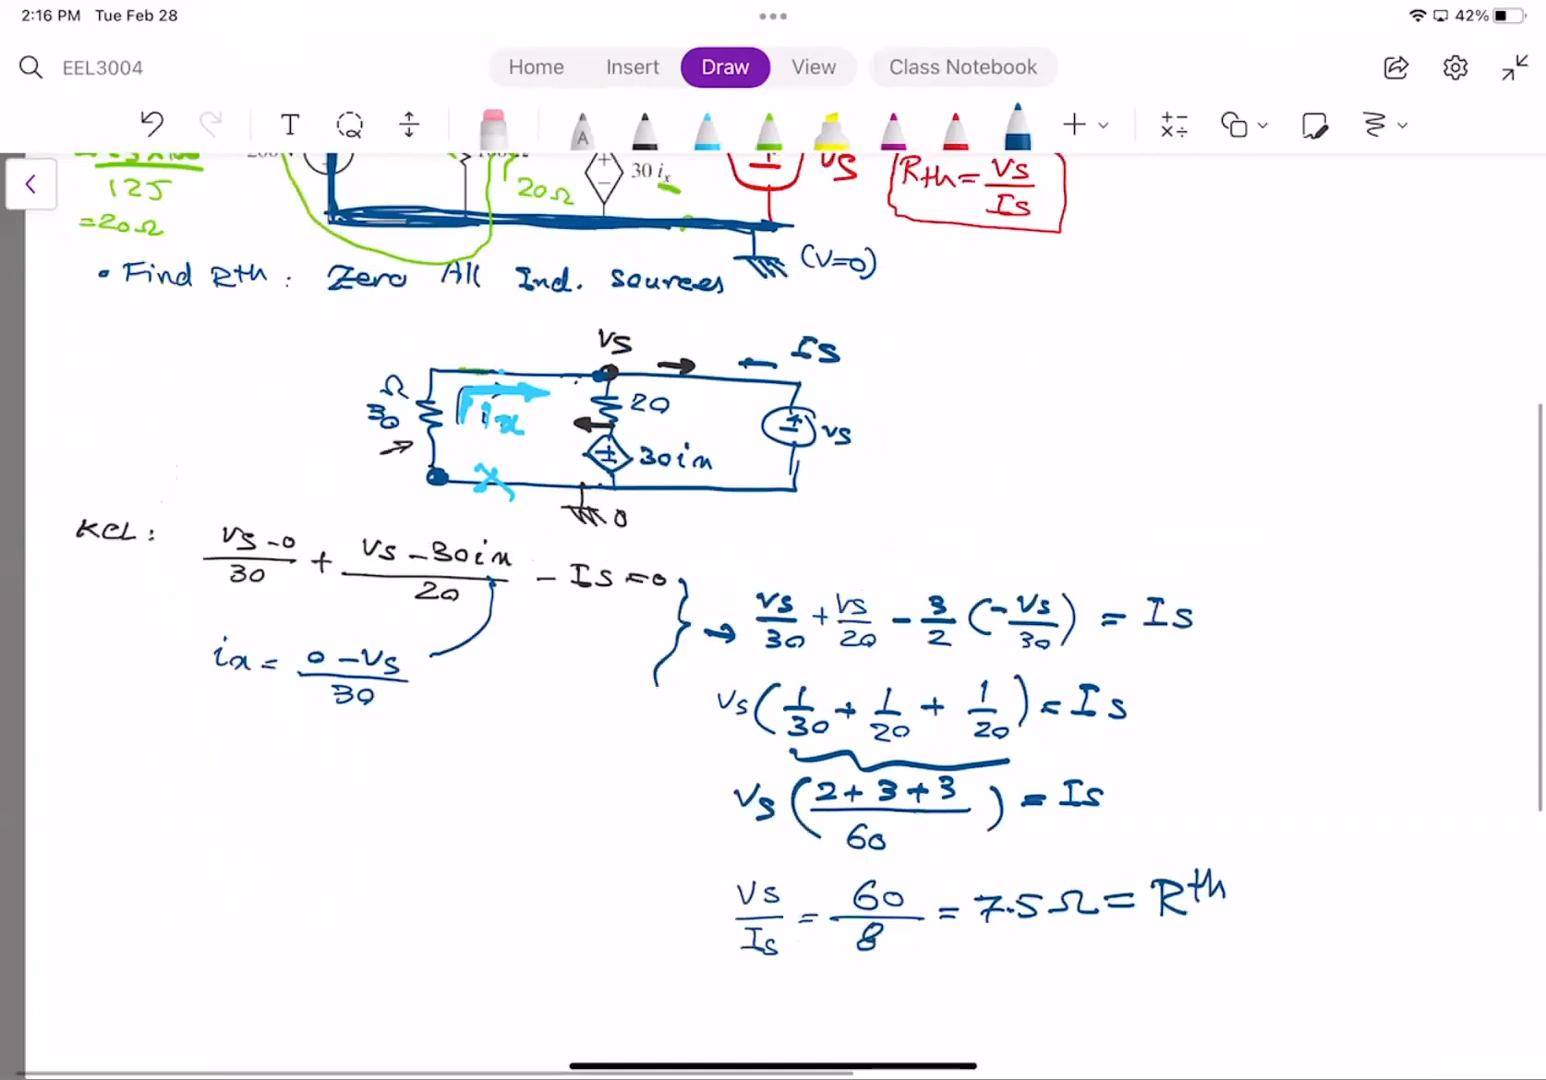 2:16 PM Tue Feb 28
42%
EEL3004
Home Insert Draw View Class Notebook
T
A
125
=20Ω
20Ω
30 ix
VS
Rth = VS/IS
(V=0)
• Find Rth : Zero All Ind. Sources
VS
IS
Ω
30
ix
20
30ix
VS
0
KCL :
(VS-0)/30 + (VS-30ix)/20 - IS = 0
ix = (0-VS)/30
→ VS/30 + VS/20 - 3/2 (-VS/30) = IS
VS (1/30 + 1/20 + 1/20) = IS
VS ((2+3+3)/60) = IS
VS/IS = 60/8 = 7.5Ω = Rth